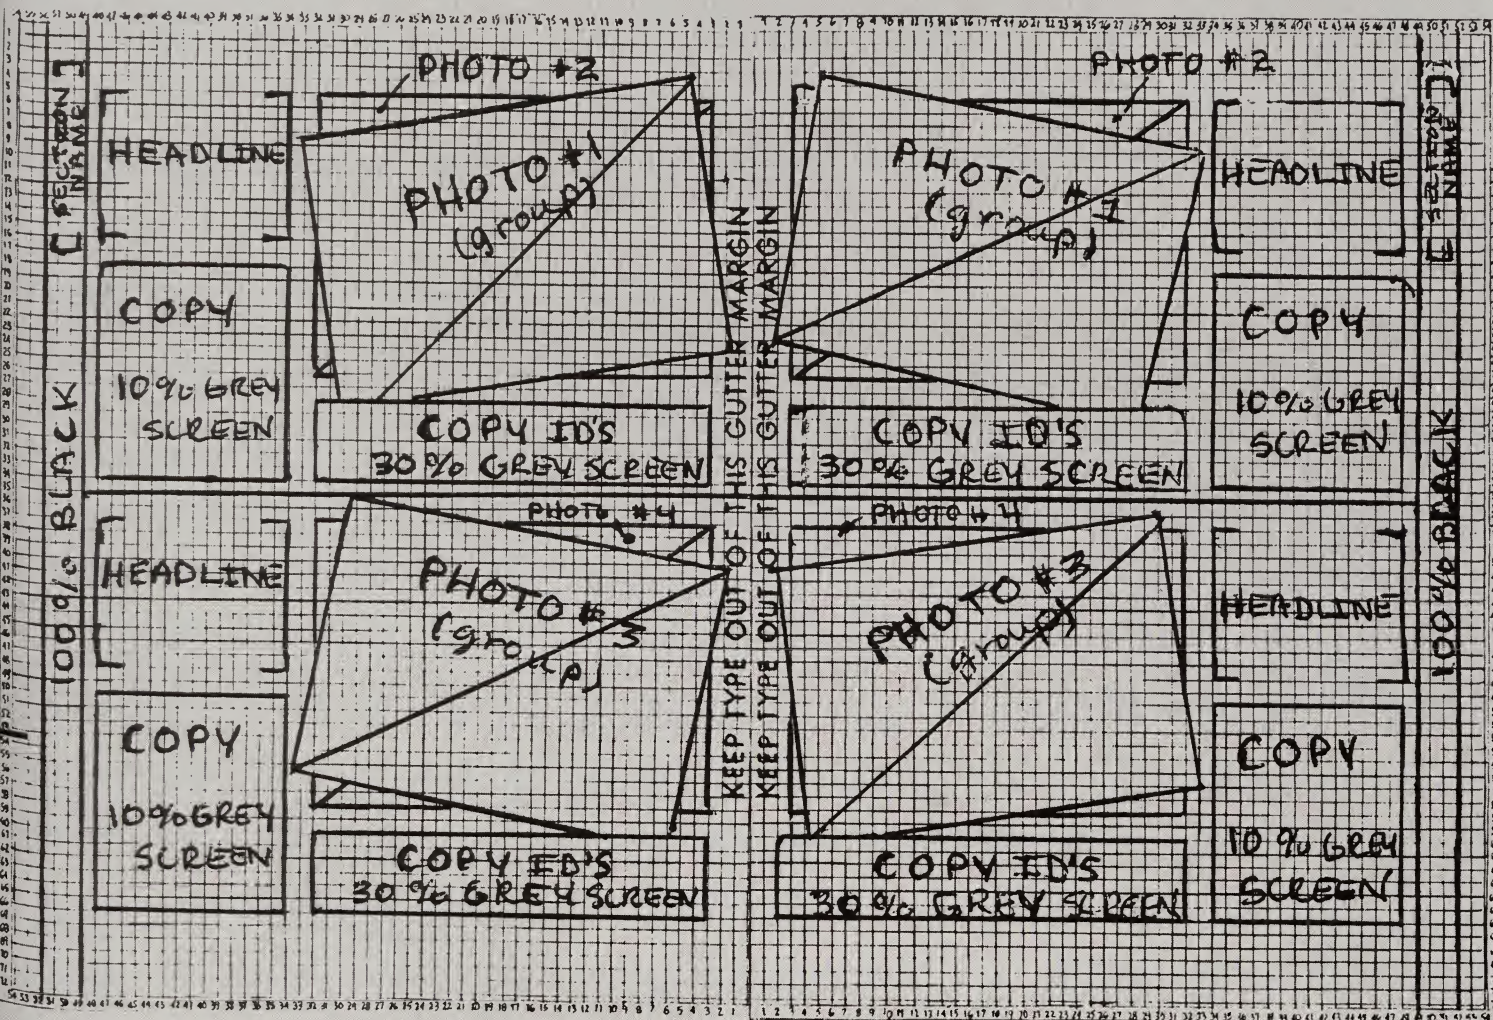 [SECTION NAME]
100% BLACK
HEADLINE
COPY
10% GREY
SCREEN
PHOTO #2
PHOTO #1
(group)
COPY ID'S
30% GREY SCREEN
HEADLINE
COPY
10% GREY
SCREEN
PHOTO #4
PHOTO #3
(group)
COPY ID'S
30% GREY SCREEN
KEEP TYPE OUT OF THIS GUTTER MARGIN
KEEP TYPE OUT OF THIS GUTTER MARGIN
PHOTO #2
PHOTO #1
(group)
COPY ID'S
30% GREY SCREEN
HEADLINE
COPY
10% GREY
SCREEN
PHOTO #4
PHOTO #3
(group)
COPY ID'S
30% GREY SCREEN
HEADLINE
COPY
10% GREY
SCREEN
[SECTION NAME]
100% BLACK